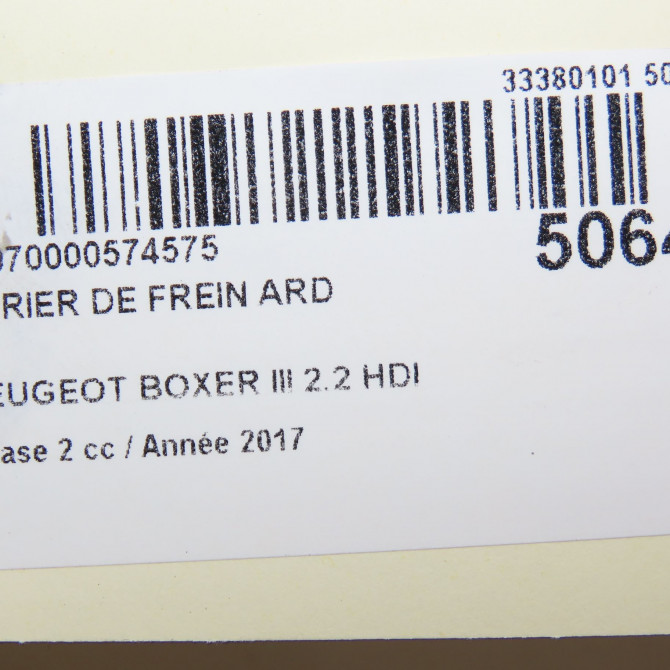 33380101 50
070000574575
5064
RIER DE FREIN ARD
EUGEOT BOXER III 2.2 HDI
ase 2 cc / Année 2017